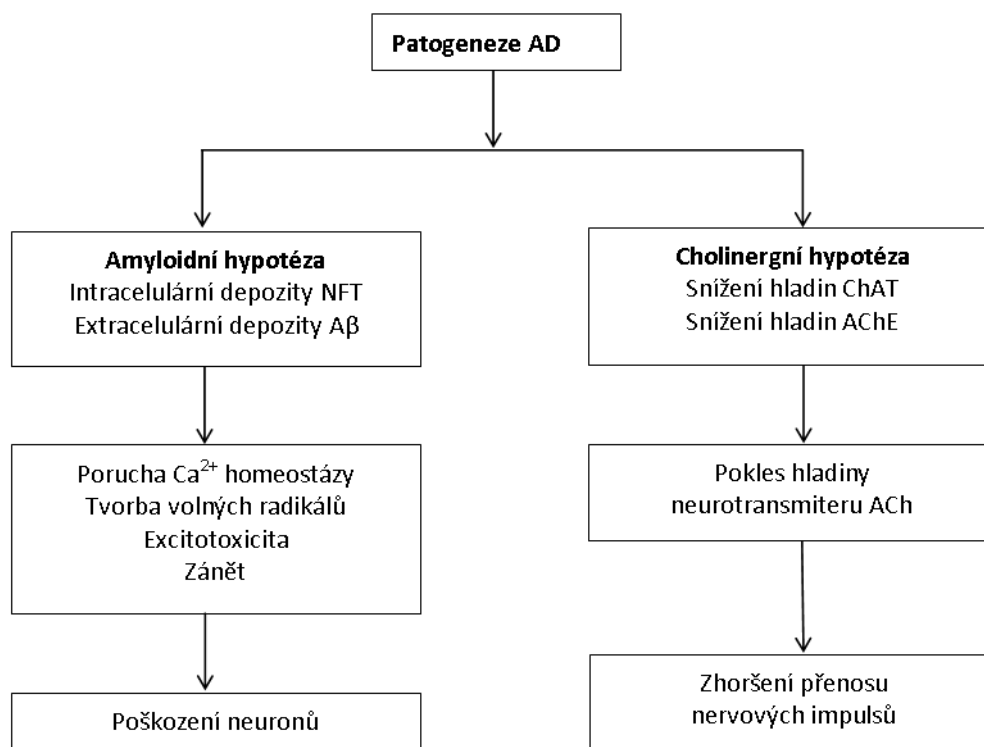 Patogeneze AD
Amyloidní hypotéza
Intracelulární depozity NFT
Extracelulární depozity Aβ
Cholinergní hypotéza
Snížení hladin ChAT
Snížení hladin AChE
Porucha Ca²⁺ homeostázy
Tvorba volných radikálů
Excitotoxicita
Zánět
Pokles hladiny
neurotransmiteru ACh
Poškození neuronů
Zhoršení přenosu
nervových impulsů